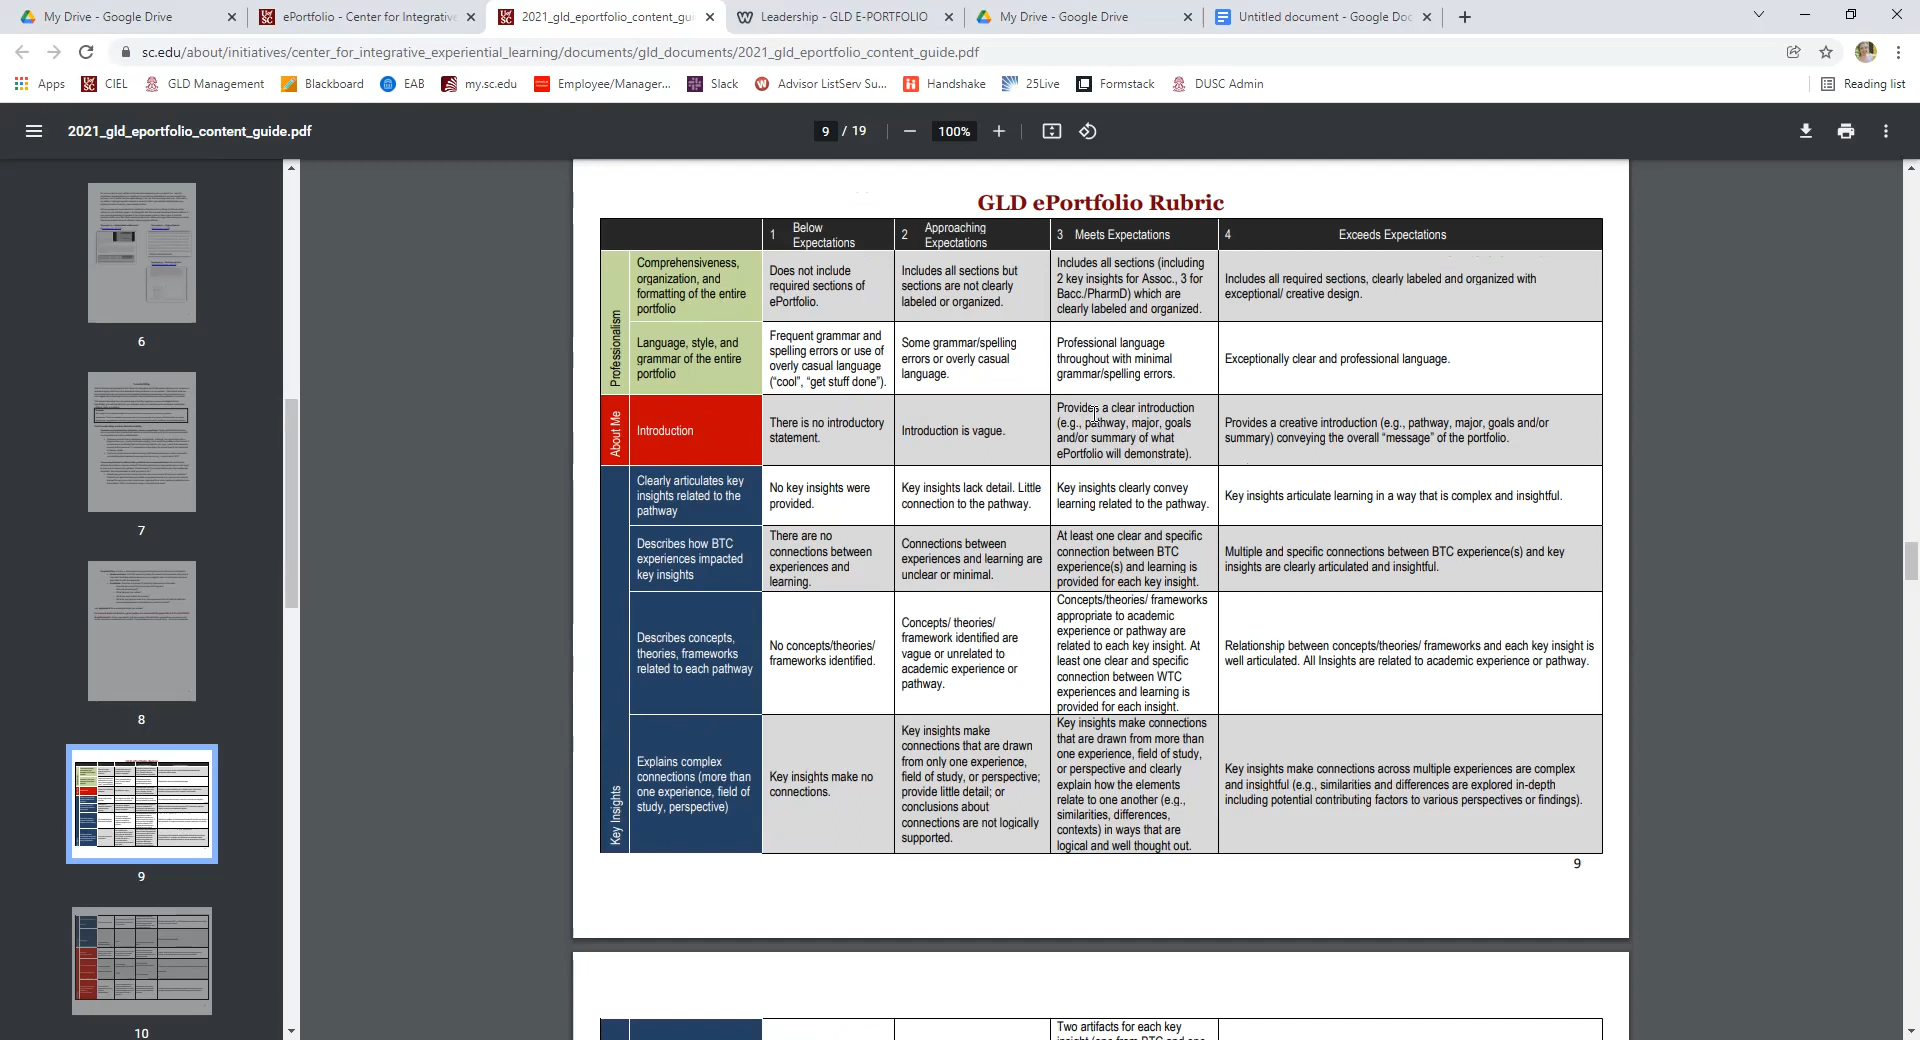 My Drive - Google Drive
ePortfolio - Center for Integrative
2021_gld_eportfolio_content_gu
Leadership - GLD E-PORTFOLIO
My Drive - Google Drive
Untitled document - Google Doc
sc.edu/about/initiatives/center_for_integrative_experiential_learning/documents/gld_documents/2021_gld_eportfolio_content_guide.pdf
Apps
CIEL
GLD Management
Blackboard
EAB
my.sc.edu
Employee/Manager...
Slack
Advisor ListServ Su...
Handshake
25Live
Formstack
DUSC Admin
Reading list
2021_gld_eportfolio_content_guide.pdf
9 / 19
100%
6
7
8
9
10
GLD ePortfolio Rubric
1 Below
Expectations
2 Approaching
Expectations
3 Meets Expectations
4 Exceeds Expectations
Professionalism
Comprehensiveness,
organization, and
formatting of the entire
portfolio
Does not include
required sections of
ePortfolio.
Includes all sections but
sections are not clearly
labeled or organized.
Includes all sections (including
2 key insights for Assoc., 3 for
Bacc./PharmD) which are
clearly labeled and organized.
Includes all required sections, clearly labeled and organized with
exceptional/ creative design.
Language, style, and
grammar of the entire
portfolio
Frequent grammar and
spelling errors or use of
overly casual language
(“cool”, “get stuff done”).
Some grammar/spelling
errors or overly casual
language.
Professional language
throughout with minimal
grammar/spelling errors.
Exceptionally clear and professional language.
About Me
Introduction
There is no introductory
statement.
Introduction is vague.
Provides a clear introduction
(e.g., pathway, major, goals
and/or summary of what
ePortfolio will demonstrate).
Provides a creative introduction (e.g., pathway, major, goals and/or
summary) conveying the overall “message” of the portfolio.
Key Insights
Clearly articulates key
insights related to the
pathway
No key insights were
provided.
Key insights lack detail. Little
connection to the pathway.
Key insights clearly convey
learning related to the pathway.
Key insights articulate learning in a way that is complex and insightful.
Describes how BTC
experiences impacted
key insights
There are no
connections between
experiences and
learning.
Connections between
experiences and learning are
unclear or minimal.
At least one clear and specific
connection between BTC
experience(s) and learning is
provided for each key insight.
Multiple and specific connections between BTC experience(s) and key
insights are clearly articulated and insightful.
Describes concepts,
theories, frameworks
related to each pathway
No concepts/theories/
frameworks identified.
Concepts/ theories/
framework identified are
vague or unrelated to
academic experience or
pathway.
Concepts/theories/ frameworks
appropriate to academic
experience or pathway are
related to each key insight. At
least one clear and specific
connection between WTC
experiences and learning is
provided for each insight.
Relationship between concepts/theories/ frameworks and each key insight is
well articulated. All Insights are related to academic experience or pathway.
Explains complex
connections (more than
one experience, field of
study, perspective)
Key insights make no
connections.
Key insights make
connections that are drawn
from only one experience,
field of study, or perspective;
provide little detail; or
conclusions about
connections are not logically
supported.
Key insights make connections
that are drawn from more than
one experience, field of study,
or perspective and clearly
explain how the elements
relate to one another (e.g.,
similarities, differences,
contexts) in ways that are
logical and well thought out.
Key insights make connections across multiple experiences are complex
and insightful (e.g., similarities and differences are explored in-depth
including potential contributing factors to various perspectives or findings).
9
Two artifacts for each key